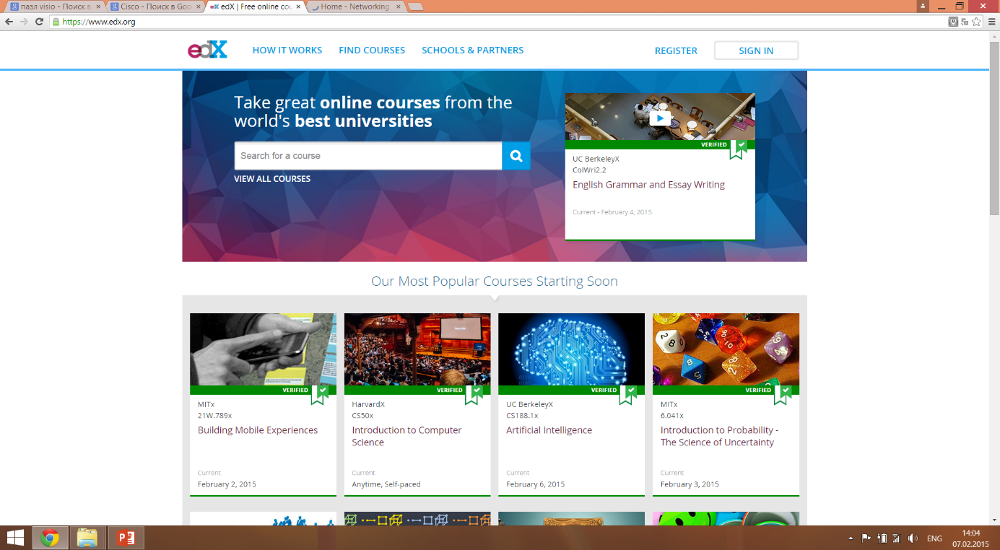 пазл visio - Поиск в
Cisco - Поиск в Goo
edX | Free online cou
Home - Networking
https://www.edx.org
edX
HOW IT WORKS
FIND COURSES
SCHOOLS & PARTNERS
REGISTER
SIGN IN
Take great online courses from the
world's best universities
Search for a course
VIEW ALL COURSES
VERIFIED
UC BerkeleyX
ColWri2.2
English Grammar and Essay Writing
Current - February 4, 2015
Our Most Popular Courses Starting Soon
VERIFIED
MITx
21W.789x
Building Mobile Experiences
Current
February 2, 2015
VERIFIED
HarvardX
CS50x
Introduction to Computer
Science
Current
Anytime, Self-paced
VERIFIED
UC BerkeleyX
CS188.1x
Artificial Intelligence
Current
February 6, 2015
VERIFIED
MITx
6.041x
Introduction to Probability -
The Science of Uncertainty
Current
February 3, 2015
ENG
14:04
07.02.2015